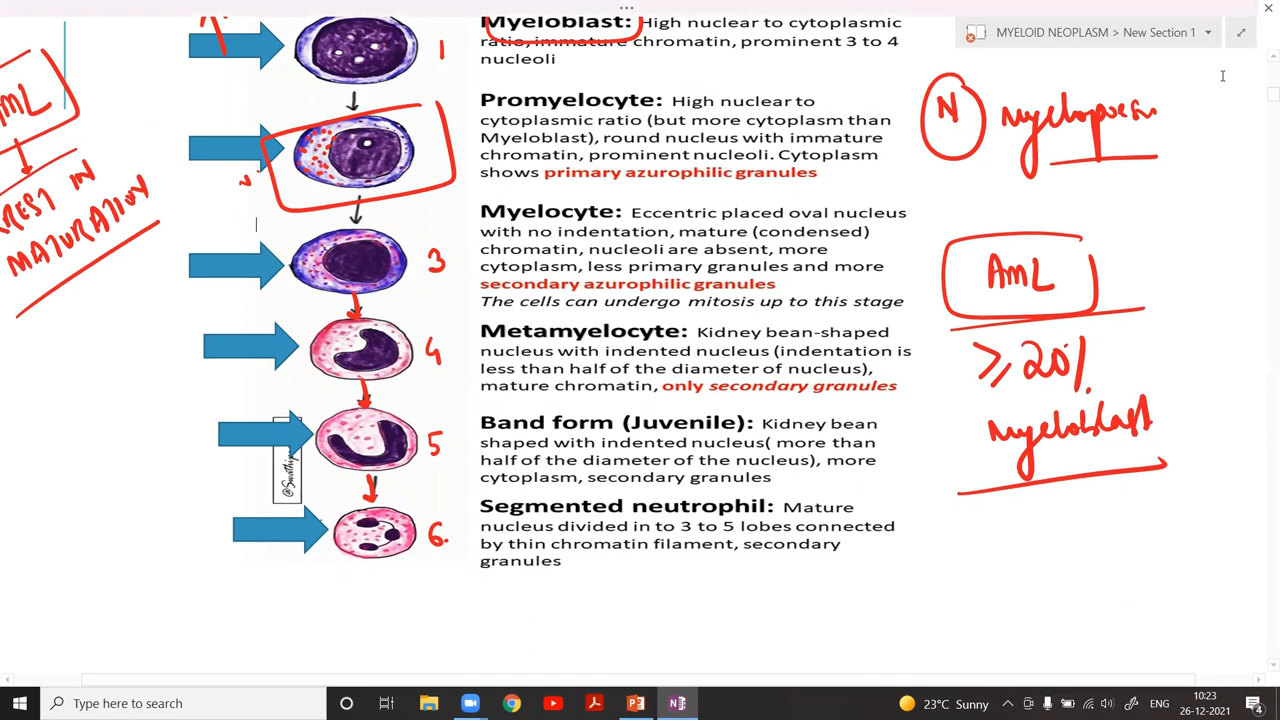 MYELOID NEOPLASM > New Section 1
Myeloblast: High nuclear to cytoplasmic
ratio, immature chromatin, prominent 3 to 4
nucleoli
1
Promyelocyte: High nuclear to
cytoplasmic ratio (but more cytoplasm than
Myeloblast), round nucleus with immature
chromatin, prominent nucleoli. Cytoplasm
shows primary azurophilic granules
Myelocyte: Eccentric placed oval nucleus
with no indentation, mature (condensed)
chromatin, nucleoli are absent, more
cytoplasm, less primary granules and more
secondary azurophilic granules
The cells can undergo mitosis up to this stage
3
Metamyelocyte: Kidney bean-shaped
nucleus with indented nucleus (indentation is
less than half of the diameter of nucleus),
mature chromatin, only secondary granules
4
Band form (Juvenile): Kidney bean
shaped with indented nucleus( more than
half of the diameter of the nucleus), more
cytoplasm, secondary granules
5
Segmented neutrophil: Mature
nucleus divided in to 3 to 5 lobes connected
by thin chromatin filament, secondary
granules
6.
AML
REST IN
MATURATION
N
AML
≥20%
myeloblast
Type here to search
23°C Sunny
ENG
10:23
26-12-2021
4